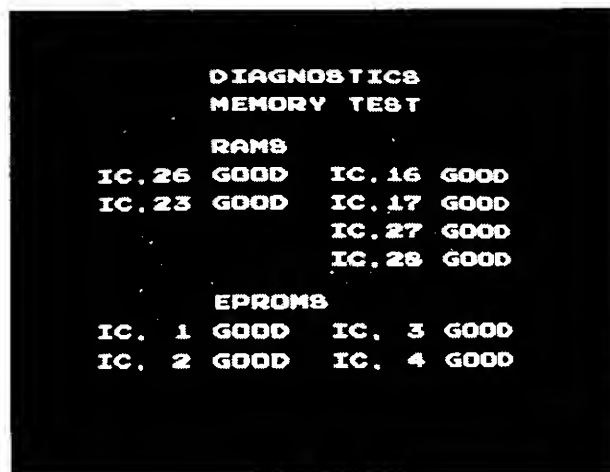 DIAGNOSTICS
MEMORY TEST
RAMS
IC.26 GOOD IC.16 GOOD
IC.23 GOOD IC.17 GOOD
IC.27 GOOD
IC.28 GOOD
EPROMS
IC. 1 GOOD IC. 3 GOOD
IC. 2 GOOD IC. 4 GOOD